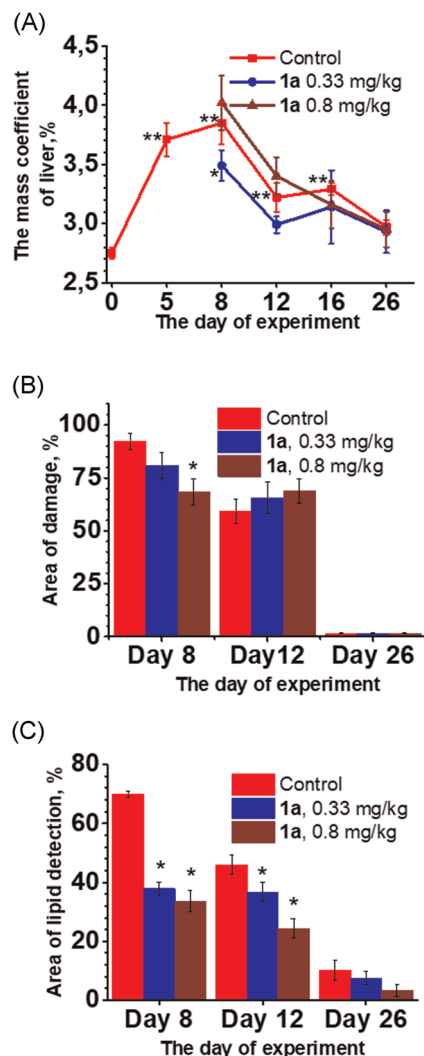 (A)
The mass coefficient
of liver,%
4,5
4,0
3,5
3,0
2,5
Control
1a 0.33 mg/kg
1a 0.8 mg/kg
**
**
*
**
**
0
5
8
12
16
26
The day of experiment
(B)
Area of damage, %
100
75
50
25
0
Control
1a, 0.33 mg/kg
1a, 0.8 mg/kg
*
Day 8
Day12
Day 26
The day of experiment
(C)
Area of lipid detection, %
80
60
40
20
0
Control
1a, 0.33 mg/kg
1a, 0.8 mg/kg
*
*
*
*
Day 8
Day 12
Day 26
The day of experiment